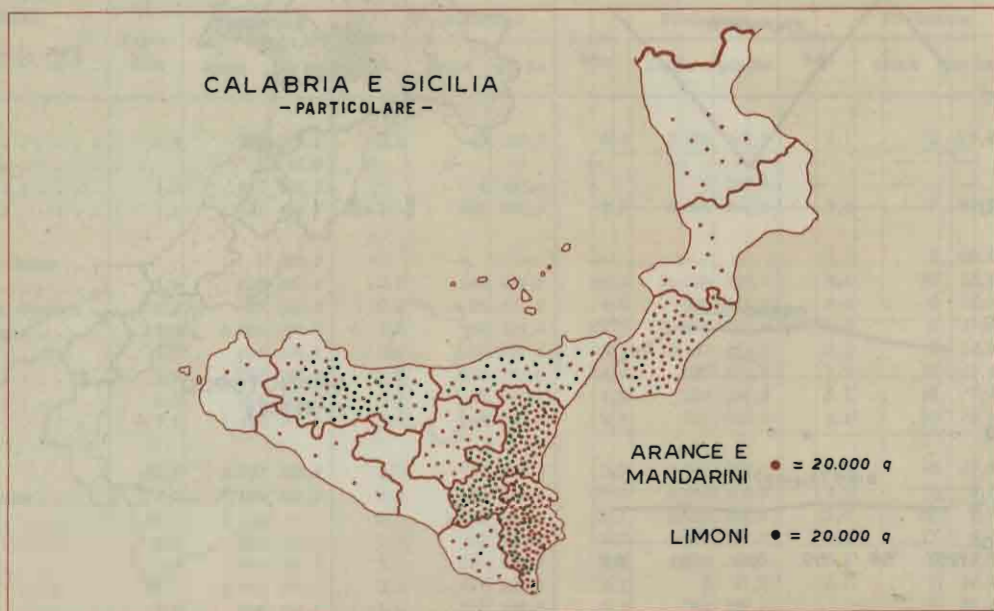 CALABRIA E SICILIA
– PARTICOLARE –
ARANCE E
MANDARINI • = 20.000 q
LIMONI • = 20.000 q